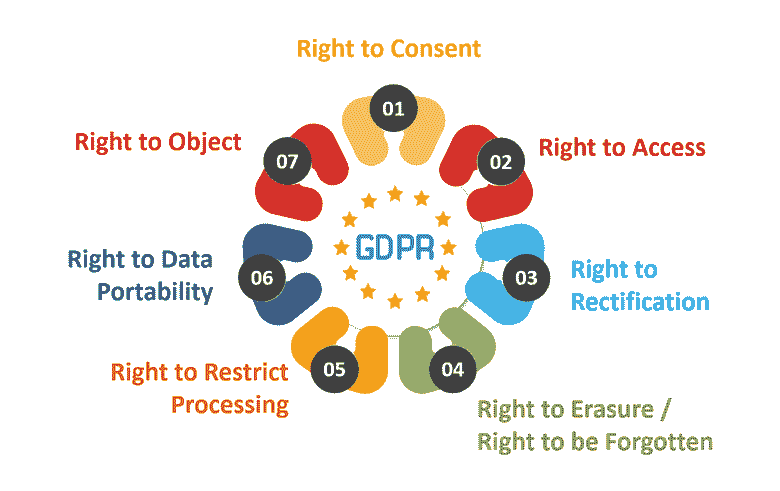 Right to Consent
01
02
Right to Access
03
Right to
Rectification
04
Right to Erasure /
Right to be Forgotten
05
Right to Restrict
Processing
06
Right to Data
Portability
07
Right to Object
GDPR